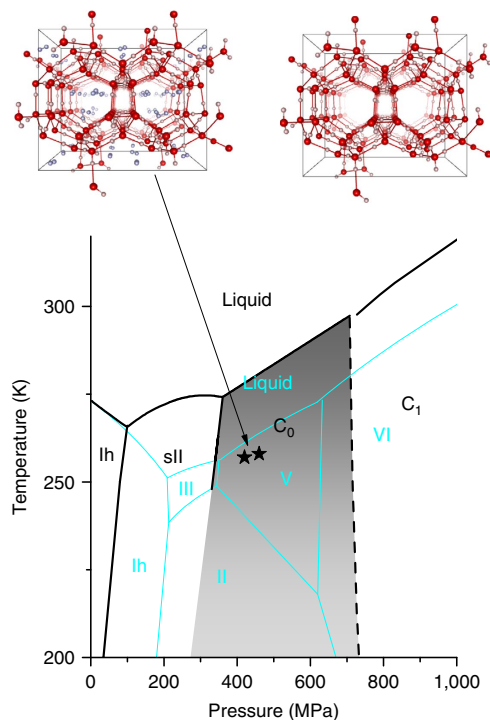 Liquid
Liquid
C₀
C₁
VI
Ih
sII
III
V
Ih
II
300
250
200
Temperature (K)
0
200
400
600
800
1,000
Pressure (MPa)